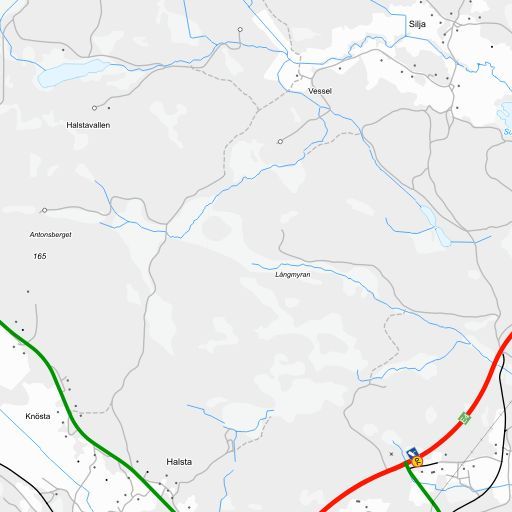 Silja
Vessel
Halstavallen
Antonsberget
165
Långmyran
Knösta
Halsta